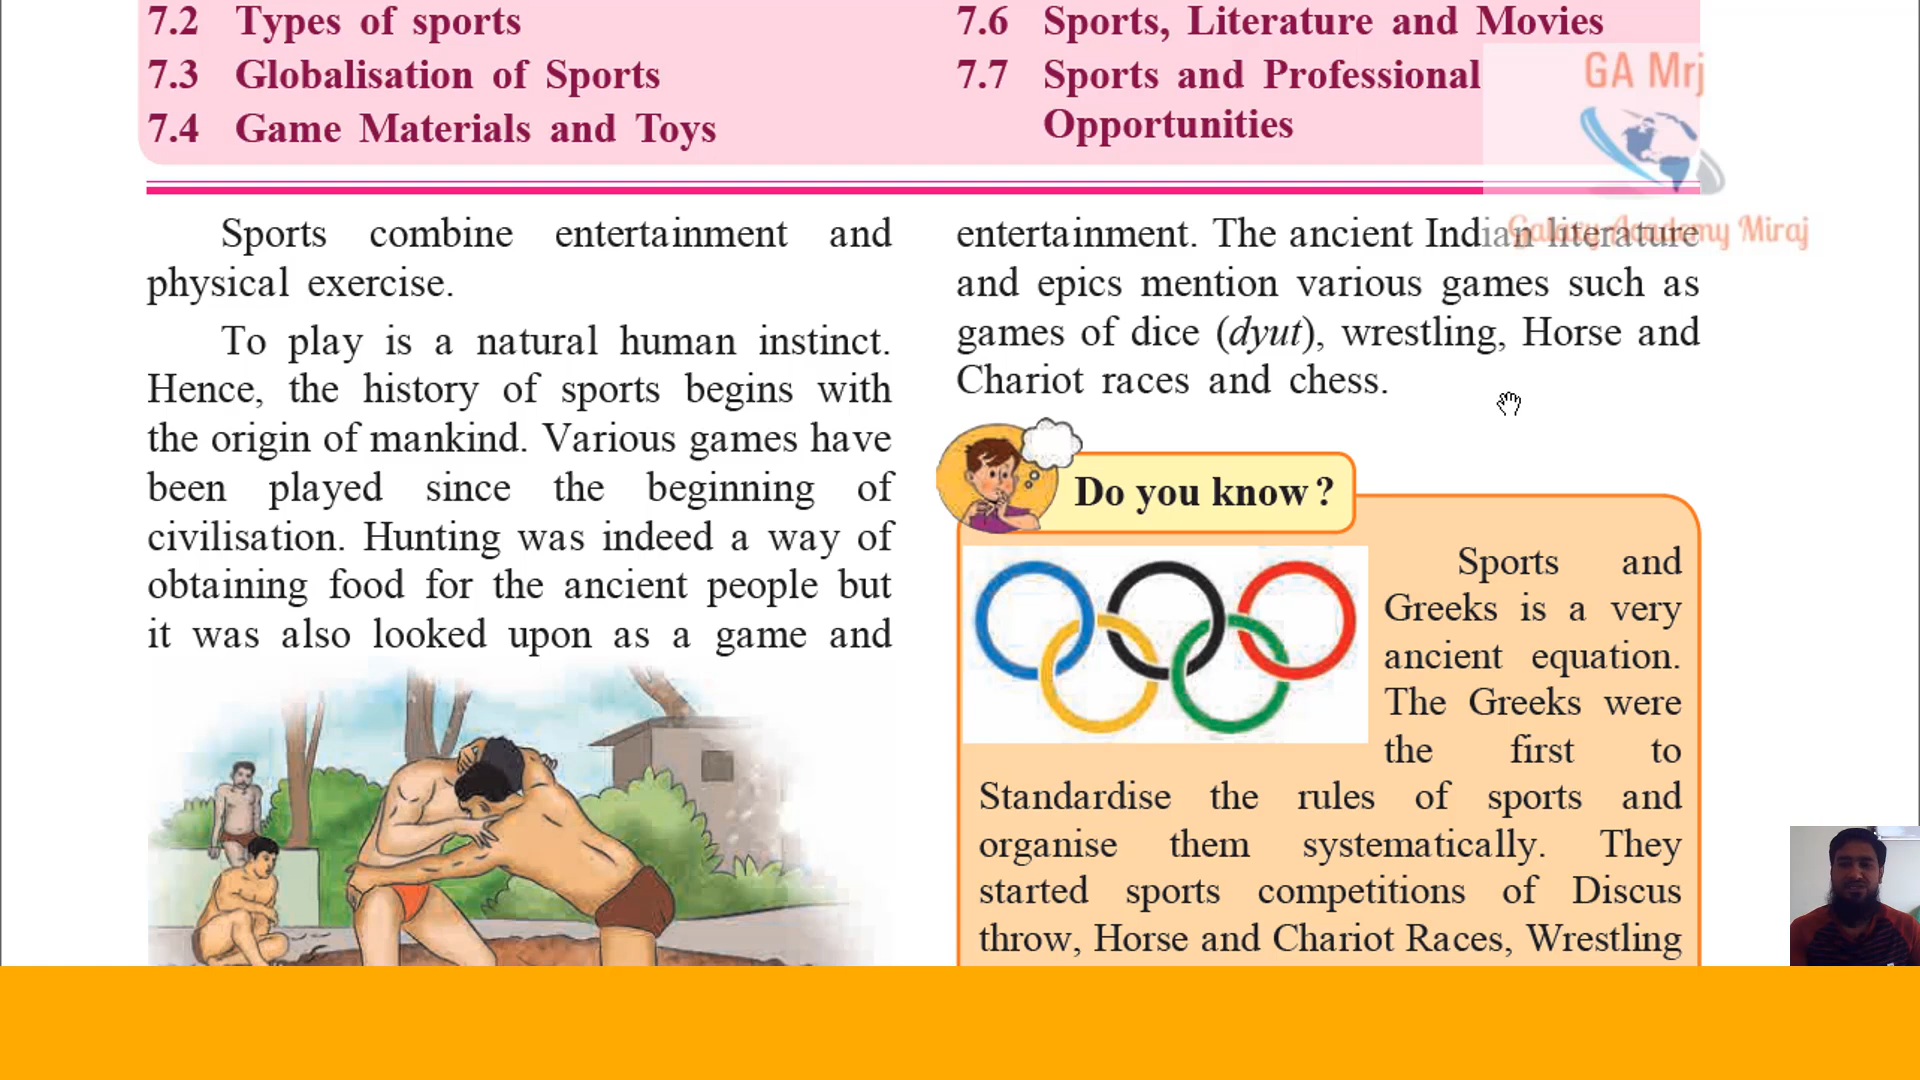 7.2 Types of sports
7.3 Globalisation of Sports
7.4 Game Materials and Toys
7.6 Sports, Literature and Movies
7.7 Sports and Professional
Opportunities
GA Mrj
Galaxy Academy Miraj
Sports combine entertainment and
physical exercise.
To play is a natural human instinct.
Hence, the history of sports begins with
the origin of mankind. Various games have
been played since the beginning of
civilisation. Hunting was indeed a way of
obtaining food for the ancient people but
it was also looked upon as a game and
entertainment. The ancient Indian literature
and epics mention various games such as
games of dice (dyut), wrestling, Horse and
Chariot races and chess.
Do you know?
Sports and
Greeks is a very
ancient equation.
The Greeks were
the first to
Standardise the rules of sports and
organise them systematically. They
started sports competitions of Discus
throw, Horse and Chariot Races, Wrestling